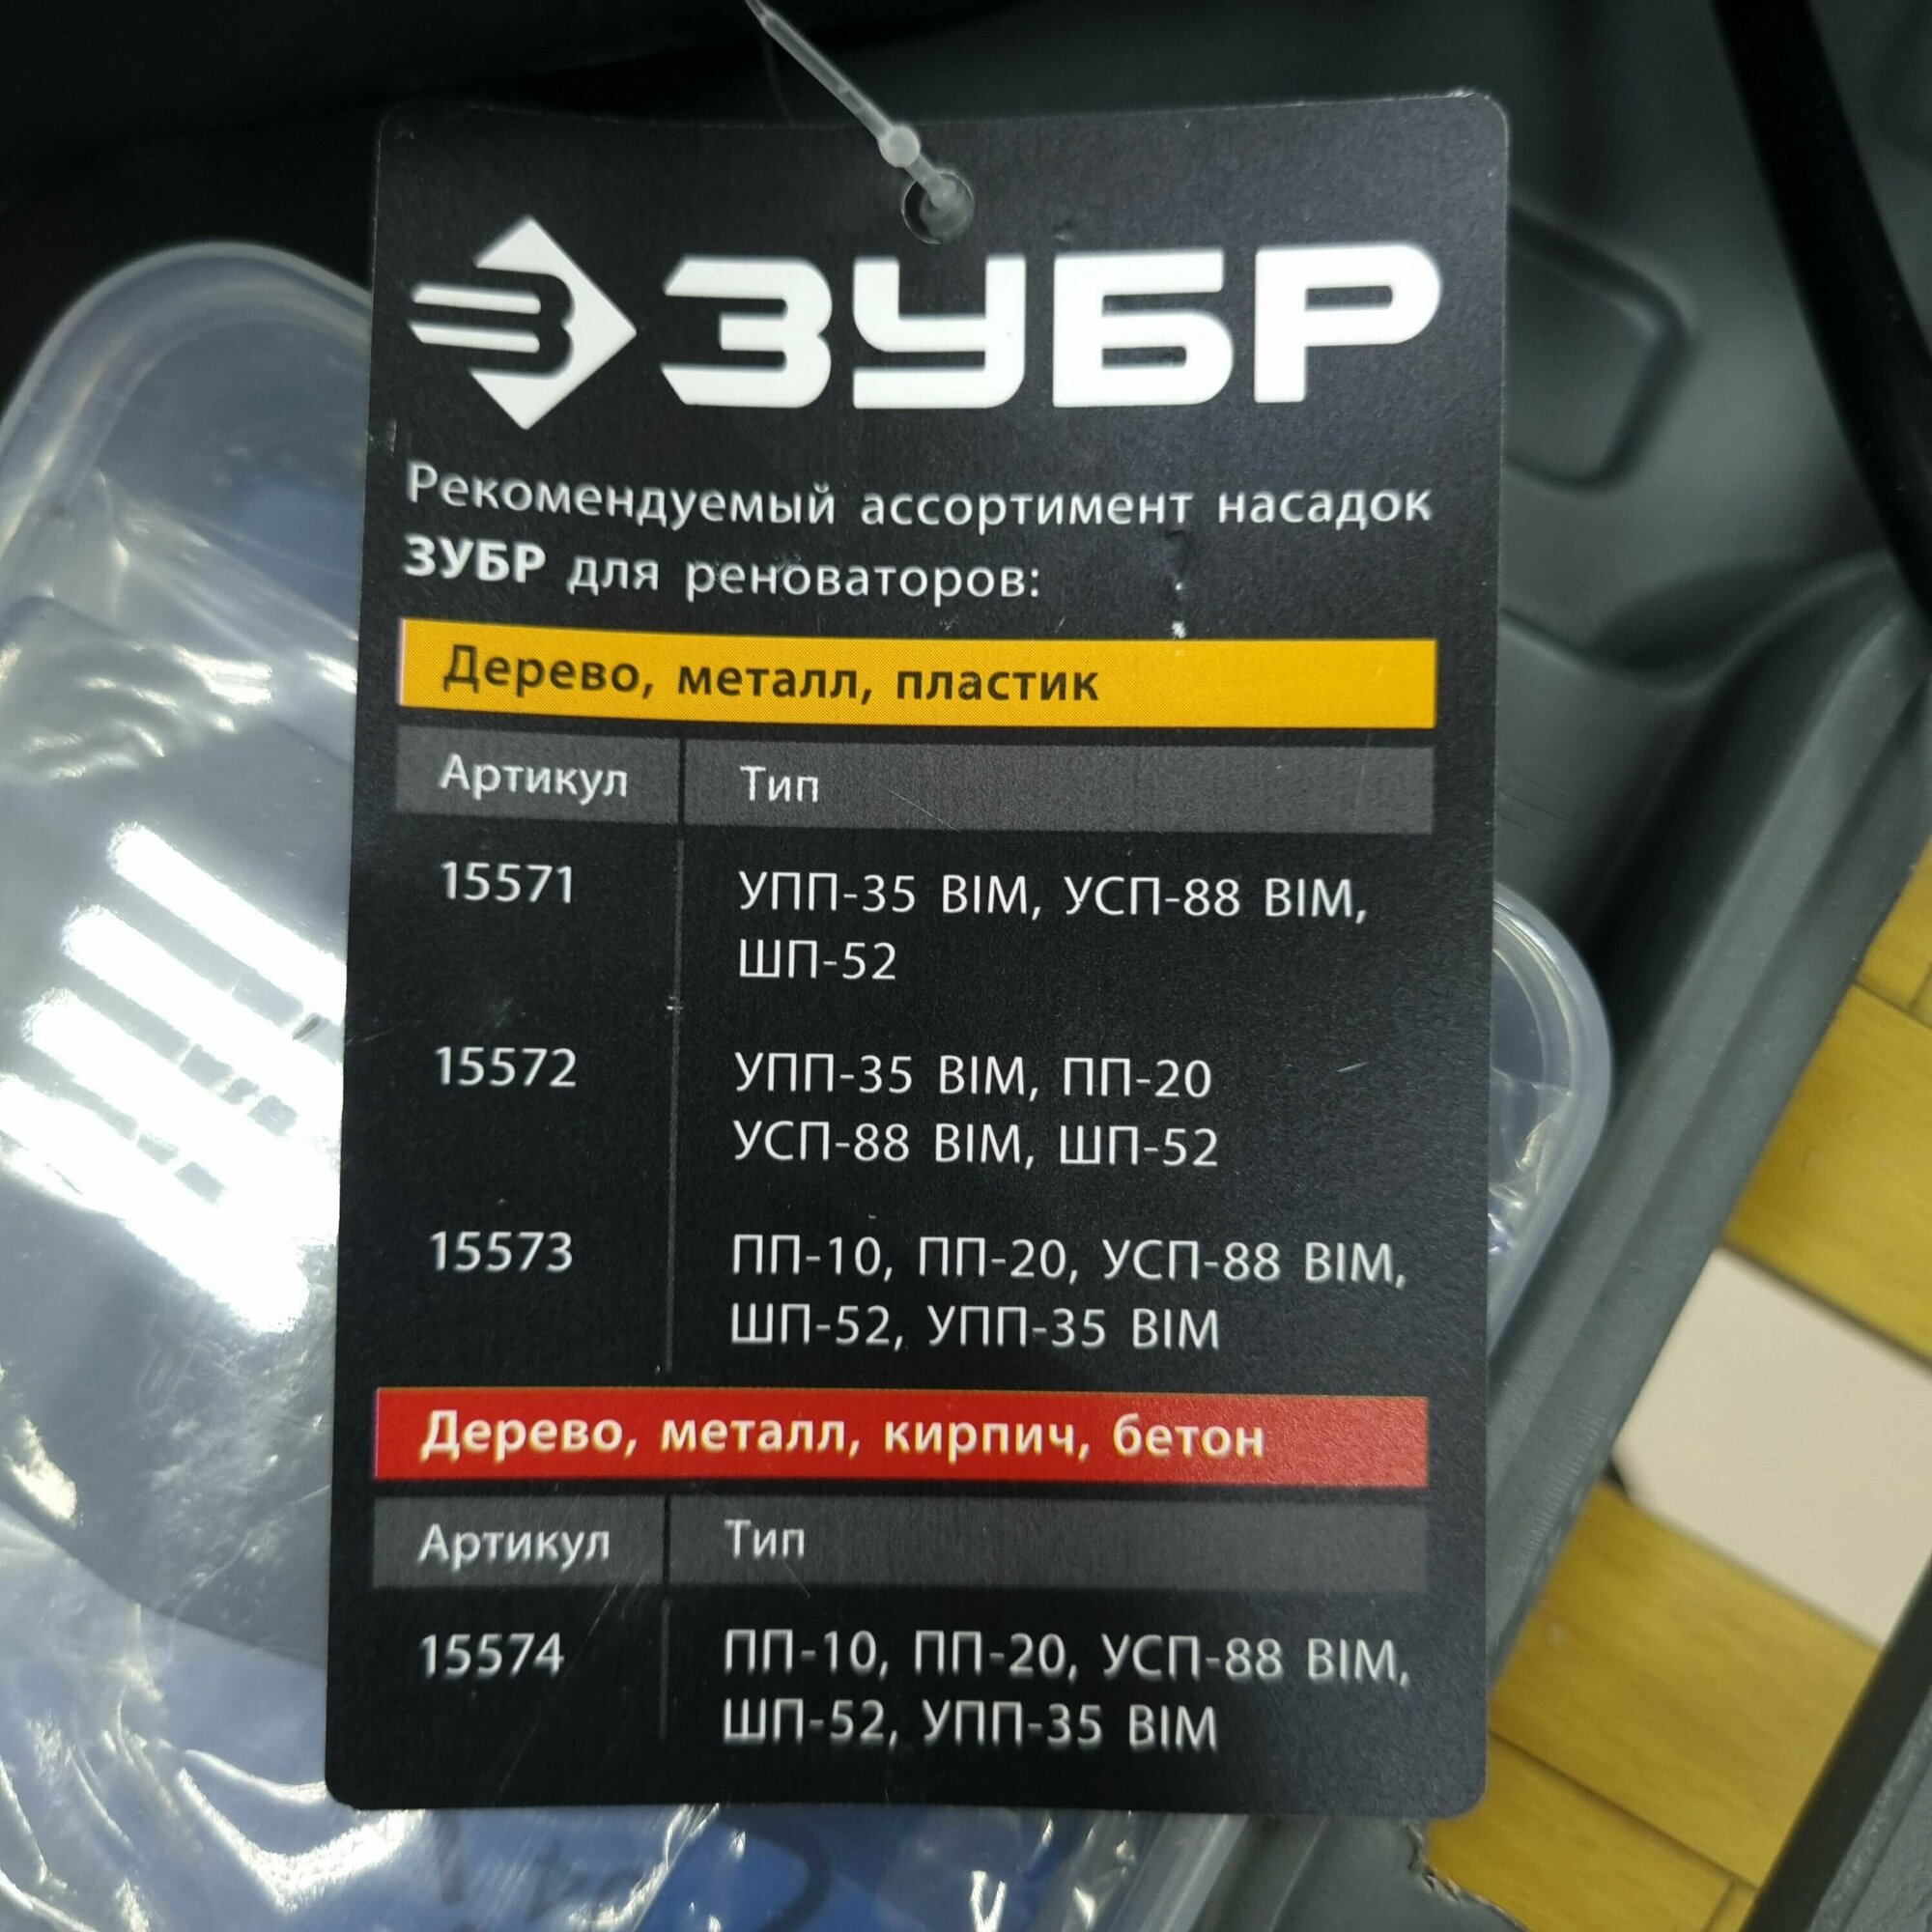 ЗУБР
Рекомендуемый ассортимент насадок
ЗУБР для реноваторов:
Дерево, металл, пластик
Артикул Тип
15571 УПП-35 BIM, УСП-88 BIM,
ШП-52
15572 УПП-35 BIM, ПП-20
УСП-88 BIM, ШП-52
15573 ПП-10, ПП-20, УСП-88 BIM,
ШП-52, УПП-35 BIM
Дерево, металл, кирпич, бетон
Артикул Тип
15574 ПП-10, ПП-20, УСП-88 BIM,
ШП-52, УПП-35 BIM